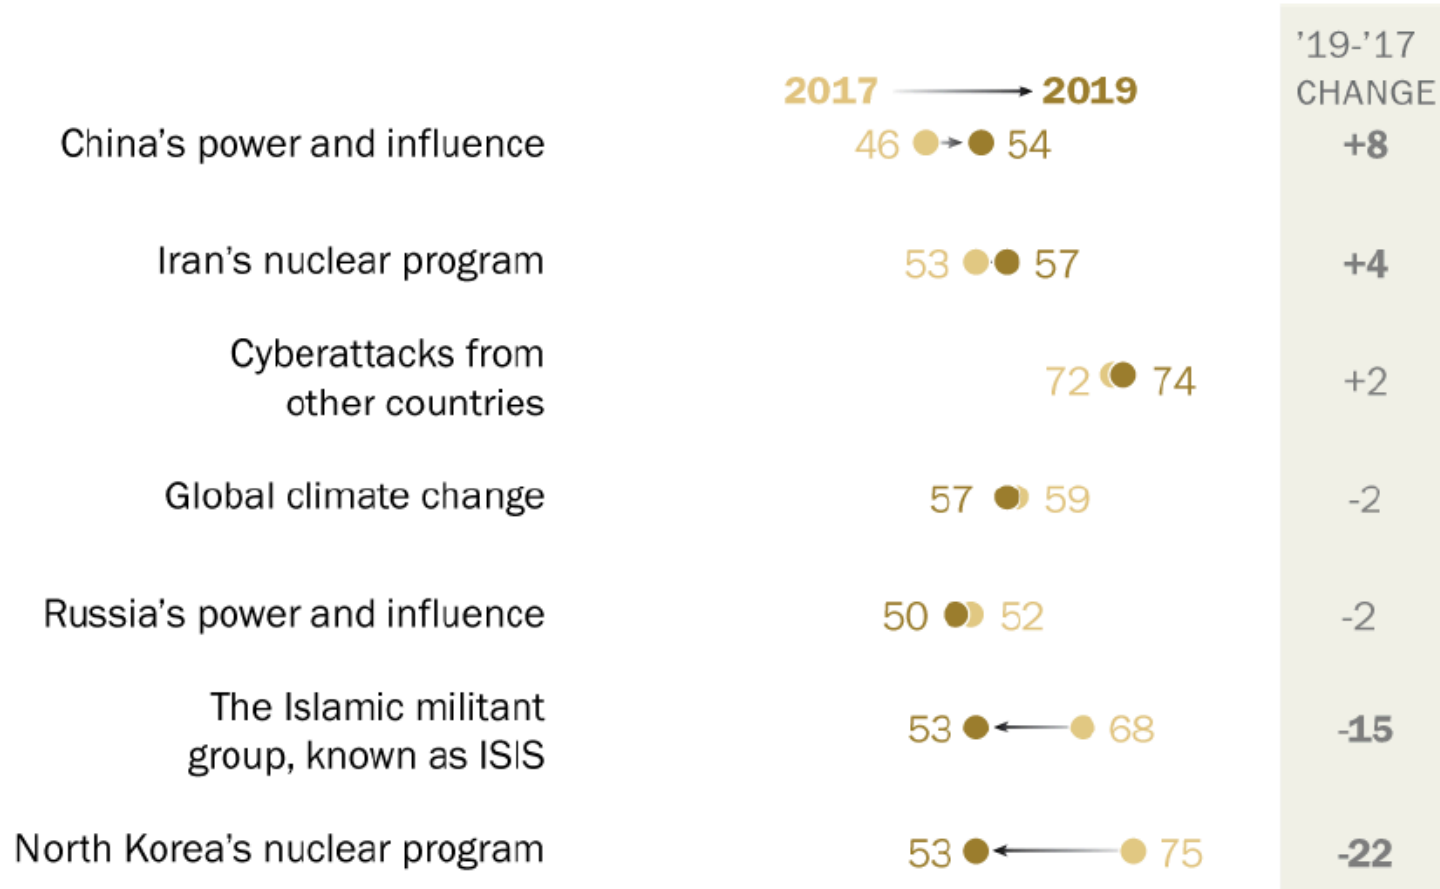 ’19-’17
2017 2019 CHANGE
China’s power and influence 46 54 +8
Iran’s nuclear program 53 57 +4
Cyberattacks from
other countries 72 74 +2
Global climate change 57 59 -2
Russia’s power and influence 50 52 -2
The Islamic militant
group, known as ISIS 53 68 -15
North Korea’s nuclear program 53 75 -22